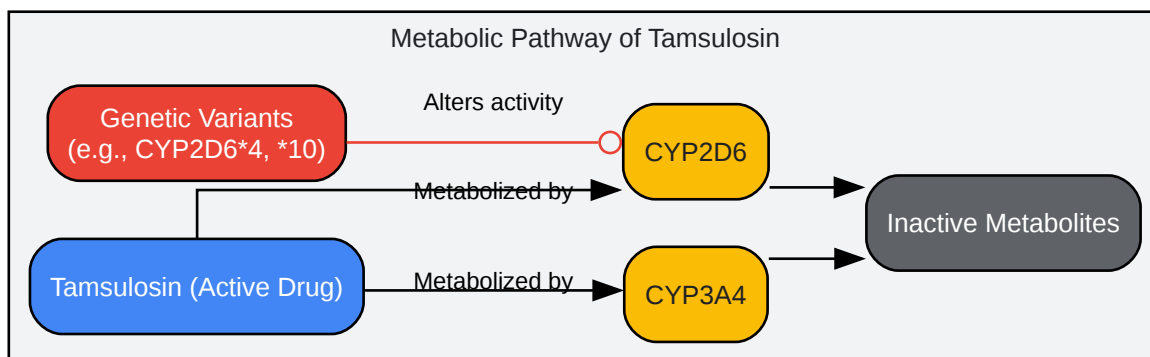 Metabolic Pathway of Tamsulosin
Genetic Variants
(e.g., CYP2D6*4, *10)
Alters activity
CYP2D6
Metabolized by
Inactive Metabolites
Tamsulosin (Active Drug)
Metabolized by
CYP3A4